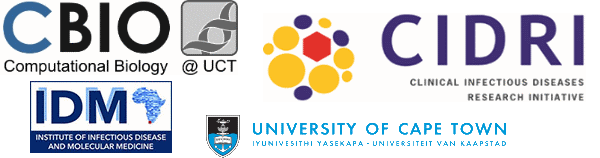 CBIO
Computational Biology @ UCT
CIDRI
CLINICAL INFECTIOUS DISEASES
RESEARCH INITIATIVE
IDM
INSTITUTE OF INFECTIOUS DISEASE
AND MOLECULAR MEDICINE
UNIVERSITY OF CAPE TOWN
IYUNIVESITHI YASEKAPA • UNIVERSITEIT VAN KAAPSTAD